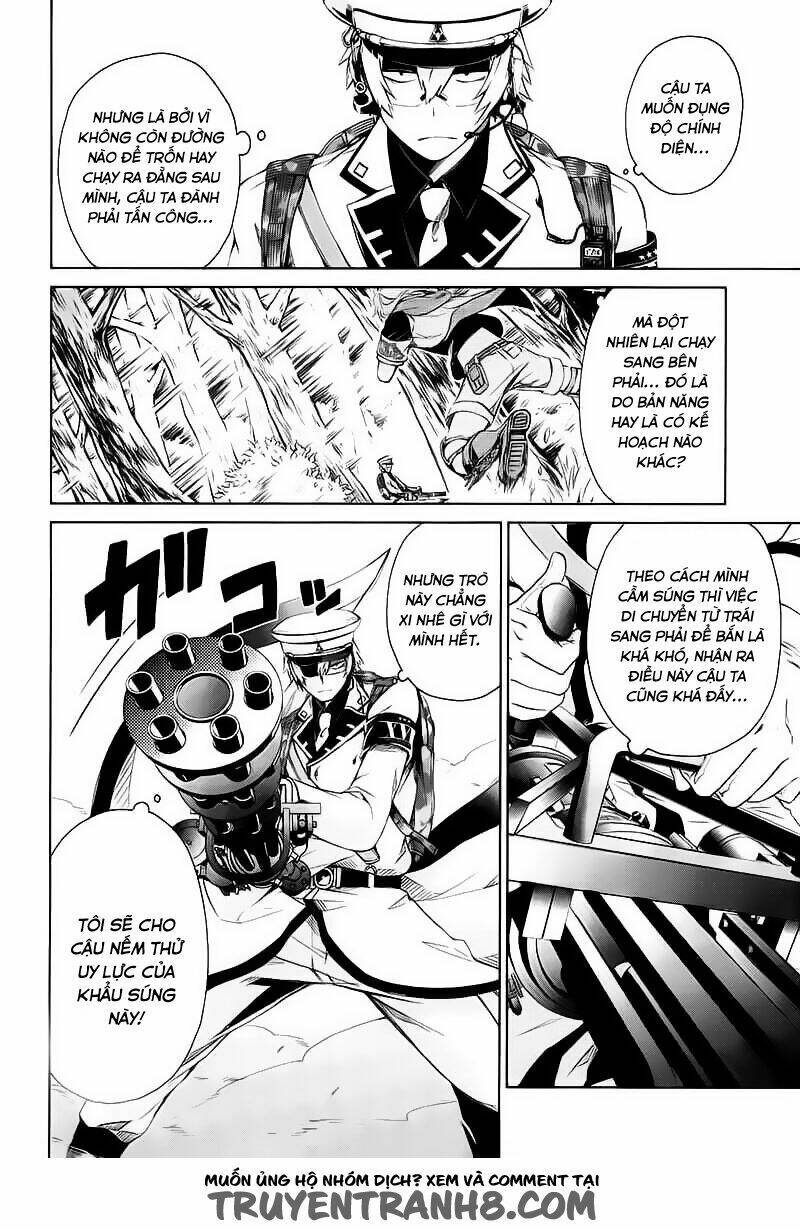 CẬU TA
MUỐN ĐỤNG
ĐỘ CHÍNH
DIỆN...
NHƯNG LÀ BỞI VÌ
KHÔNG CÒN ĐƯỜNG
NÀO ĐỂ TRỐN HAY
CHẠY RA ĐẰNG SAU
MÌNH, CẬU TA ĐÀNH
PHẢI TẤN CÔNG...
MÀ ĐỘT
NHIÊN LẠI CHẠY
SANG BÊN
PHẢI... ĐÓ LÀ
DO BẢN NĂNG
HAY LÀ CÓ KẾ
HOẠCH NÀO
KHÁC?
THEO CÁCH MÌNH
CẦM SÚNG THÌ VIỆC
DI CHUYỂN TỪ TRÁI
SANG PHẢI ĐỂ BẮN LÀ
KHÁ KHÓ, NHẬN RA
ĐIỀU NÀY CẬU TA
CŨNG KHÁ ĐẤY...
NHƯNG TRÒ
NÀY CHẲNG
XI NHÊ GÌ VỚI
MÌNH HẾT.
ガコッ
TÔI SẼ CHO
CẬU NẾM THỬ
UY LỰC CỦA
KHẨU SÚNG
NÀY!
MUỐN ỦNG HỘ NHÓM DỊCH? XEM VÀ COMMENT TẠI
TRUYENTRANH8.COM